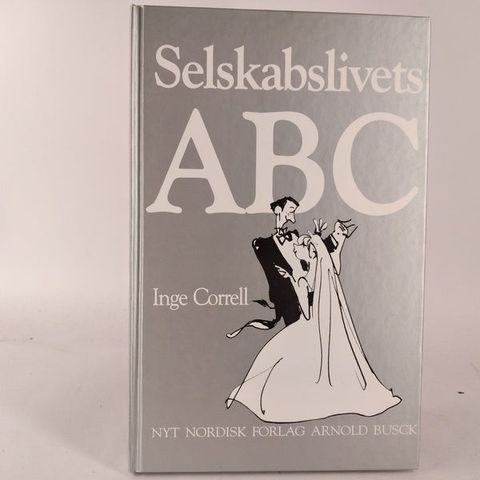 Selskabslivets
ABC
Inge Correll
NYT NORDISK FORLAG ARNOLD BUSCK